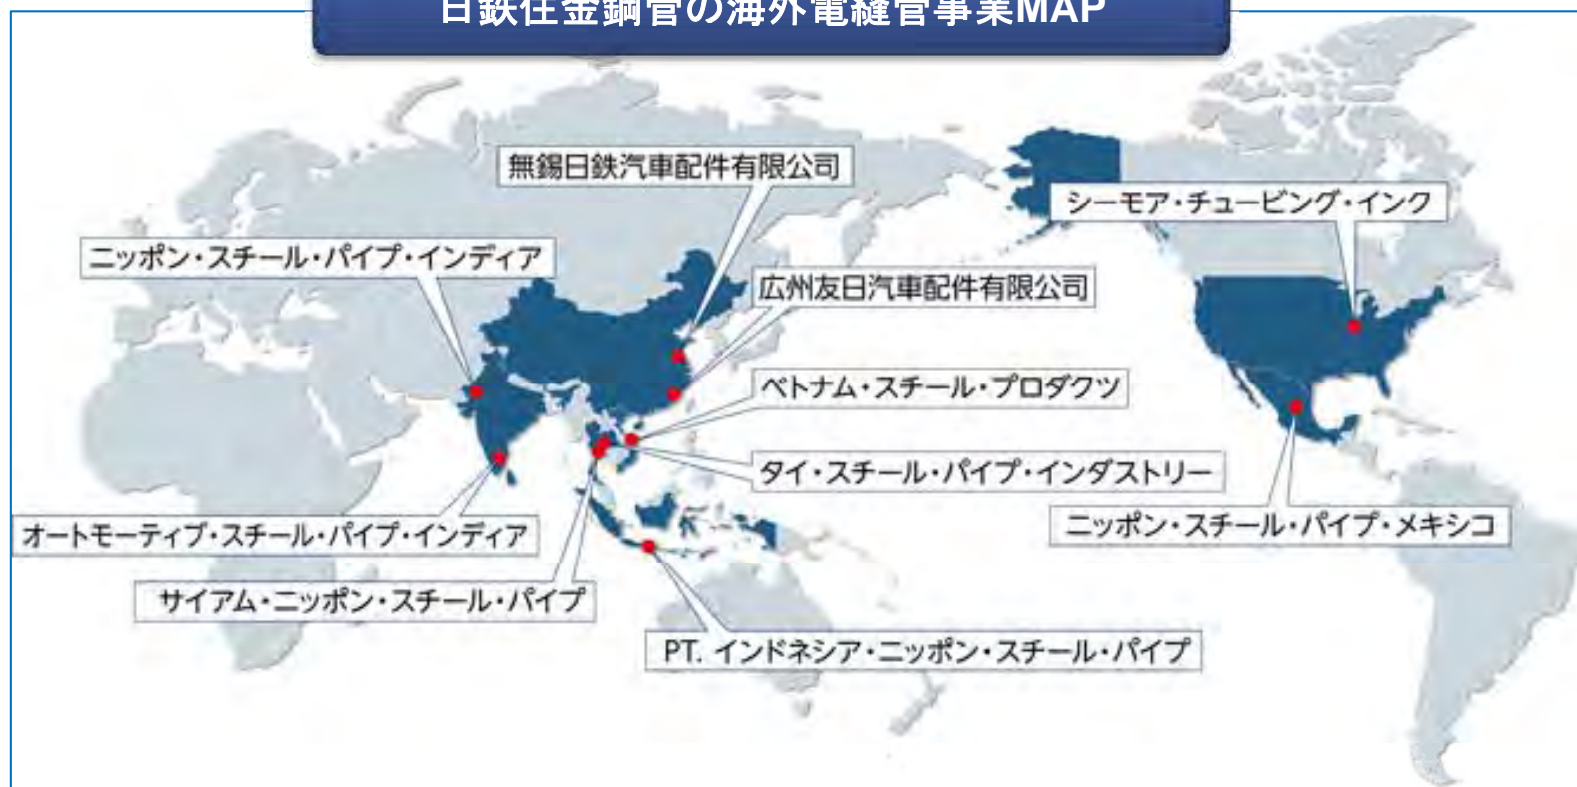 日鉄住金鋼管の海外電縫管事業MAP
無錫日鉄汽車配件有限公司
シーモア・チュービング・インク
ニッポン・スチール・パイプ・インディア
広州友日汽車配件有限公司
ベトナム・スチール・プロダクツ
タイ・スチール・パイプ・インダストリー
ニッポン・スチール・パイプ・メキシコ
オートモーティブ・スチール・パイプ・インディア
サイアム・ニッポン・スチール・パイプ
PT. インドネシア・ニッポン・スチール・パイプ